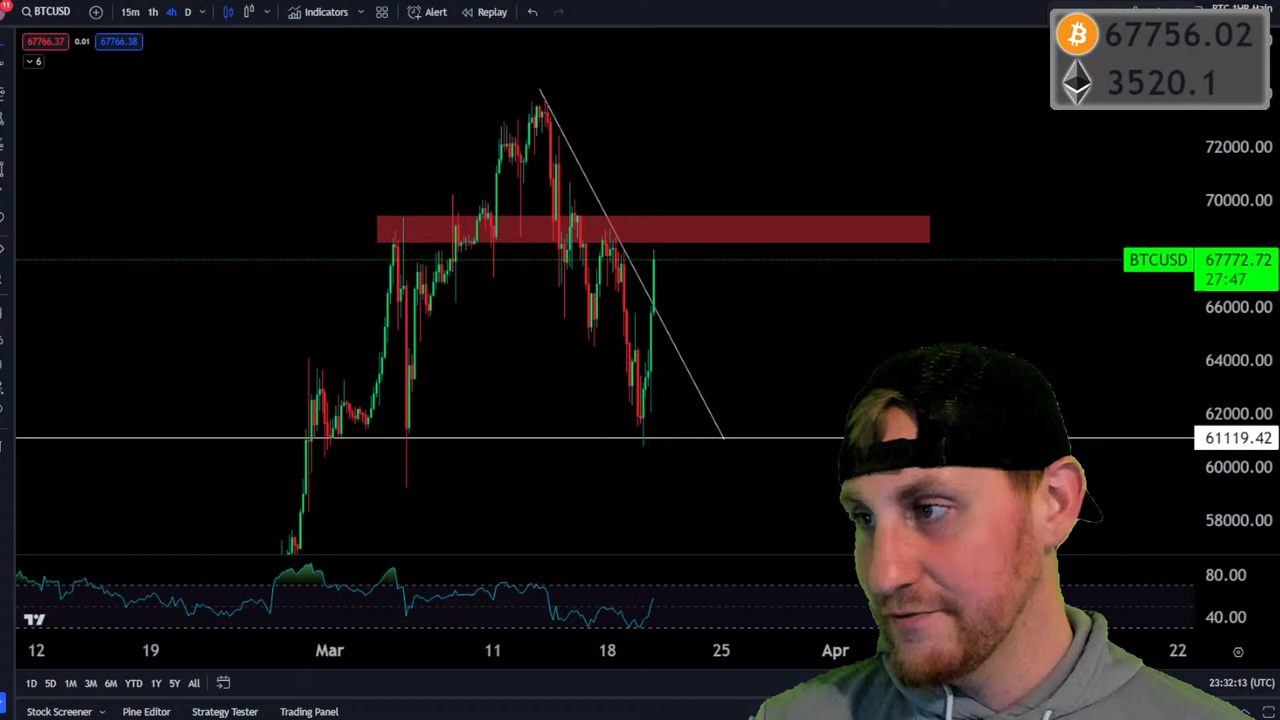 11
BTCUSD
15m 1h 4h D
Indicators
Alert
Replay
67766.37 0.01 67766.38
6
67756.02
3520.1
72000.00
70000.00
BTCUSD 67772.72
27:47
66000.00
64000.00
62000.00
61119.42
60000.00
58000.00
80.00
40.00
12 19 Mar 11 18 25 Apr 22
1D 5D 1M 3M 6M YTD 1Y 5Y All
23:32:13 (UTC)
Stock Screener Pine Editor Strategy Tester Trading Panel